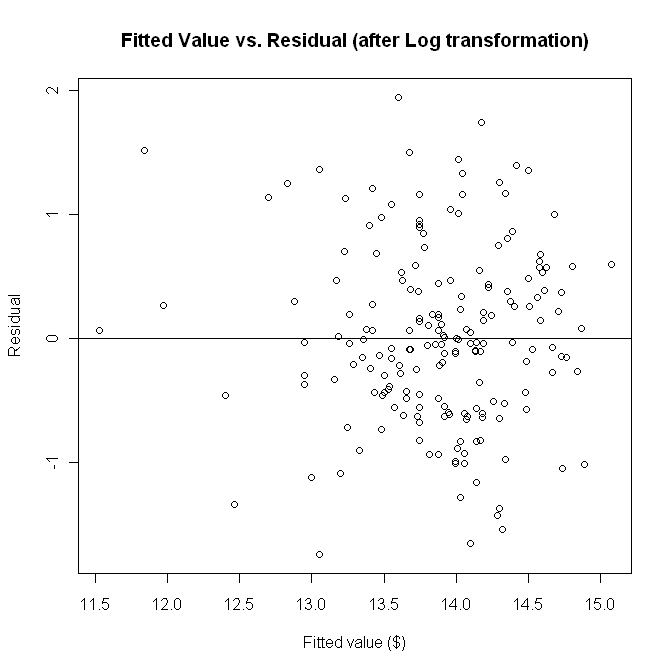 Fitted Value vs. Residual (after Log transformation)
2
1
0
-1
Residual
11.5 12.0 12.5 13.0 13.5 14.0 14.5 15.0
Fitted value ($)